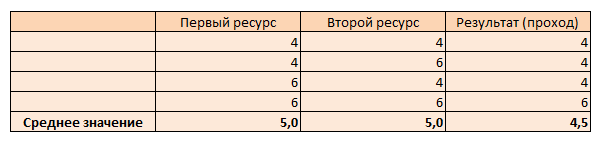 Первый ресурс Второй ресурс Результат (проход)
4 4 4
4 6 4
6 4 4
6 6 6
Среднее значение 5,0 5,0 4,5